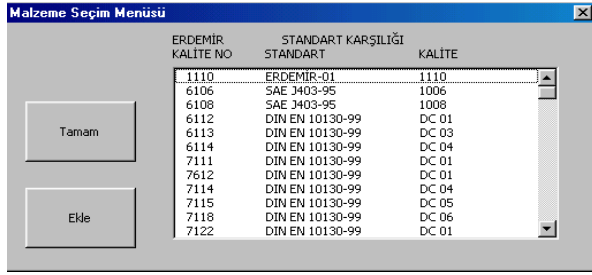 Malzeme Seçim Menüsü
ERDEMİR STANDART KARŞILIĞI
KALİTE NO STANDART KALİTE
1110 ERDEMİR-01 1110
6106 SAE J403-95 1006
6108 SAE J403-95 1008
6112 DIN EN 10130-99 DC 01
6113 DIN EN 10130-99 DC 03
6114 DIN EN 10130-99 DC 04
7111 DIN EN 10130-99 DC 01
7612 DIN EN 10130-99 DC 01
7114 DIN EN 10130-99 DC 04
7115 DIN EN 10130-99 DC 05
7118 DIN EN 10130-99 DC 06
7122 DIN EN 10130-99 DC 01
Tamam
Ekle